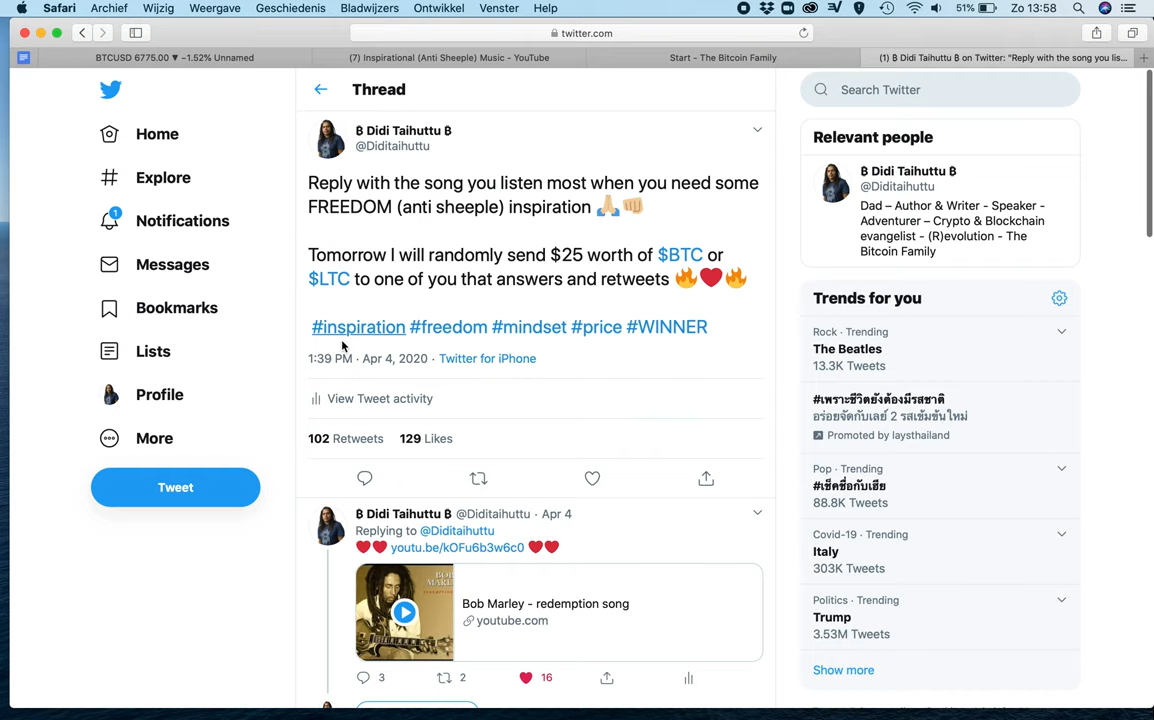 Safari Archief Wijzig Weergave Geschiedenis Bladwijzers Ontwikkel Venster Help 51% Zo 13:58
twitter.com
BTCUSD 6775.00 ▼ −1.52% Unnamed
(7) Inspirational (Anti Sheeple) Music - YouTube
Start - The Bitcoin Family
(1) ₿ Didi Taihuttu ₿ on Twitter: "Reply with the song you lis...
Home
Explore
1
Notifications
Messages
Bookmarks
Lists
Profile
More
Tweet
Thread
₿ Didi Taihuttu ₿
@Diditaihuttu
Reply with the song you listen most when you need some
FREEDOM (anti sheeple) inspiration 🙏🏼👊🏼
Tomorrow I will randomly send $25 worth of $BTC or
$LTC to one of you that answers and retweets 🔥❤️🔥
#inspiration #freedom #mindset #price #WINNER
1:39 PM · Apr 4, 2020 · Twitter for iPhone
View Tweet activity
102 Retweets 129 Likes
₿ Didi Taihuttu ₿ @Diditaihuttu · Apr 4
Replying to @Diditaihuttu
❤️❤️ youtu.be/kOFu6b3w6c0 ❤️❤️
BOB
MARLEY
Bob Marley - redemption song
youtube.com
3 2 16
Search Twitter
Relevant people
₿ Didi Taihuttu ₿
@Diditaihuttu
Dad – Author & Writer - Speaker -
Adventurer – Crypto & Blockchain
evangelist - (R)evolution - The
Bitcoin Family
Trends for you
Rock · Trending
The Beatles
13.3K Tweets
#เพราะชีวิตยังต้องมีรสชาติ
อร่อยจัดกับเลย์ 2 รสเข้มข้นใหม่
Promoted by laysthailand
Pop · Trending
#เช็คชื่อกับเฮีย
88.8K Tweets
Covid-19 · Trending
Italy
303K Tweets
Politics · Trending
Trump
3.53M Tweets
Show more